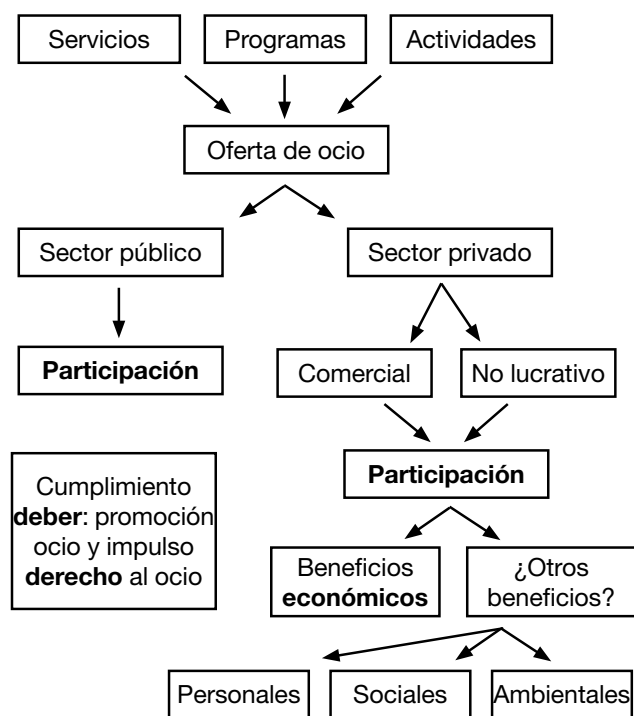 Servicios
Programas
Actividades
Oferta de ocio
Sector público
Sector privado
Participación
Comercial
No lucrativo
Participación
Cumplimiento
deber: promoción
ocio y impulso
derecho al ocio
Beneficios
económicos
¿Otros
beneficios?
Personales
Sociales
Ambientales